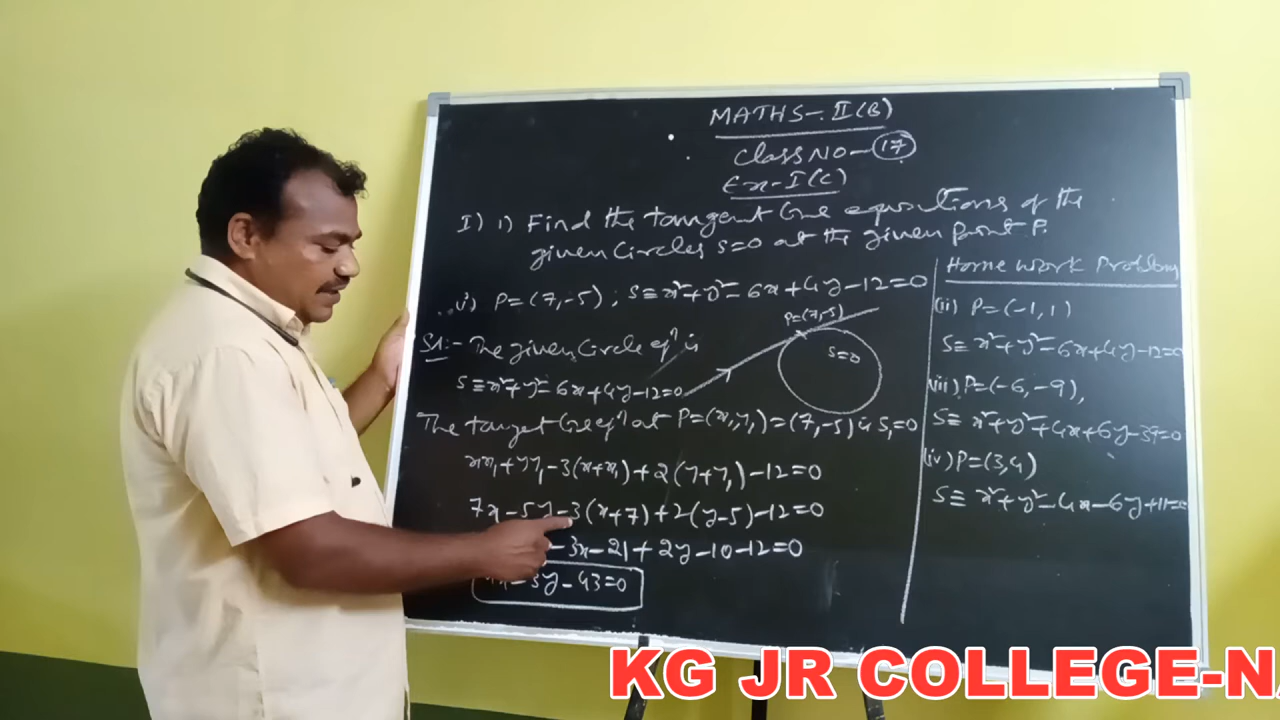 MATHS-II(B)
Class NO-17
Ex-I(C)
I) 1) Find the tangent line equations of the
given Circles S=0 at the given point P.
i) P=(7,-5); S≡x²+y²-6x+4y-12=0
P=(7,-5)
S=0
Sol:- The given Circle eqⁿ is
S≡x²+y²-6x+4y-12=0
The tanget line eqⁿ at P=(x₁,y₁)=(7,-5) is S₁=0
xx₁+yy₁-3(x+x₁)+2(y+y₁)-12=0
7x-5y-3(x+7)+2(y-5)-12=0
-3x-21+2y-10-12=0
-3y-43=0
Home work Problems
(ii) P=(-1,1)
S≡x²+y²-6x+4y-12=0
(iii) P=(-6,-9),
S≡x²+y²+4x+6y-39=0
(iv) P=(3,4)
S≡x²+y²-4x-6y+11=0
KG JR COLLEGE-NA